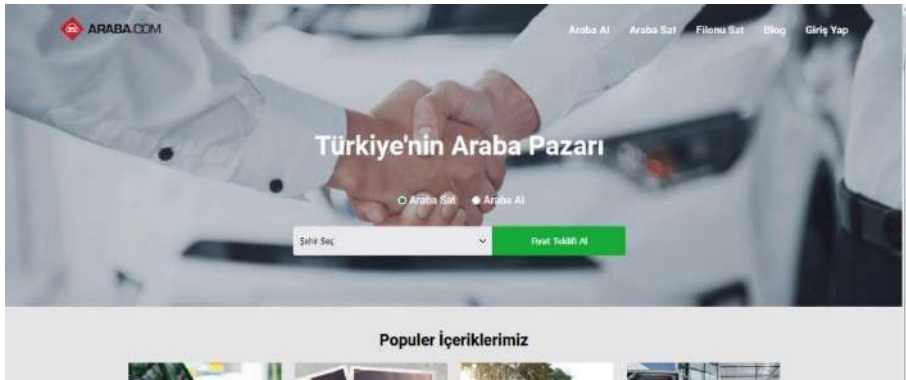 ARABA.COM
Araba Al Araba Sat Filonu Sat Blog Giriş Yap
Türkiye'nin Araba Pazarı
Araba Sat Araba Al
Şehir Seç Fiyat Teklifi Al
Populer İçeriklerimiz